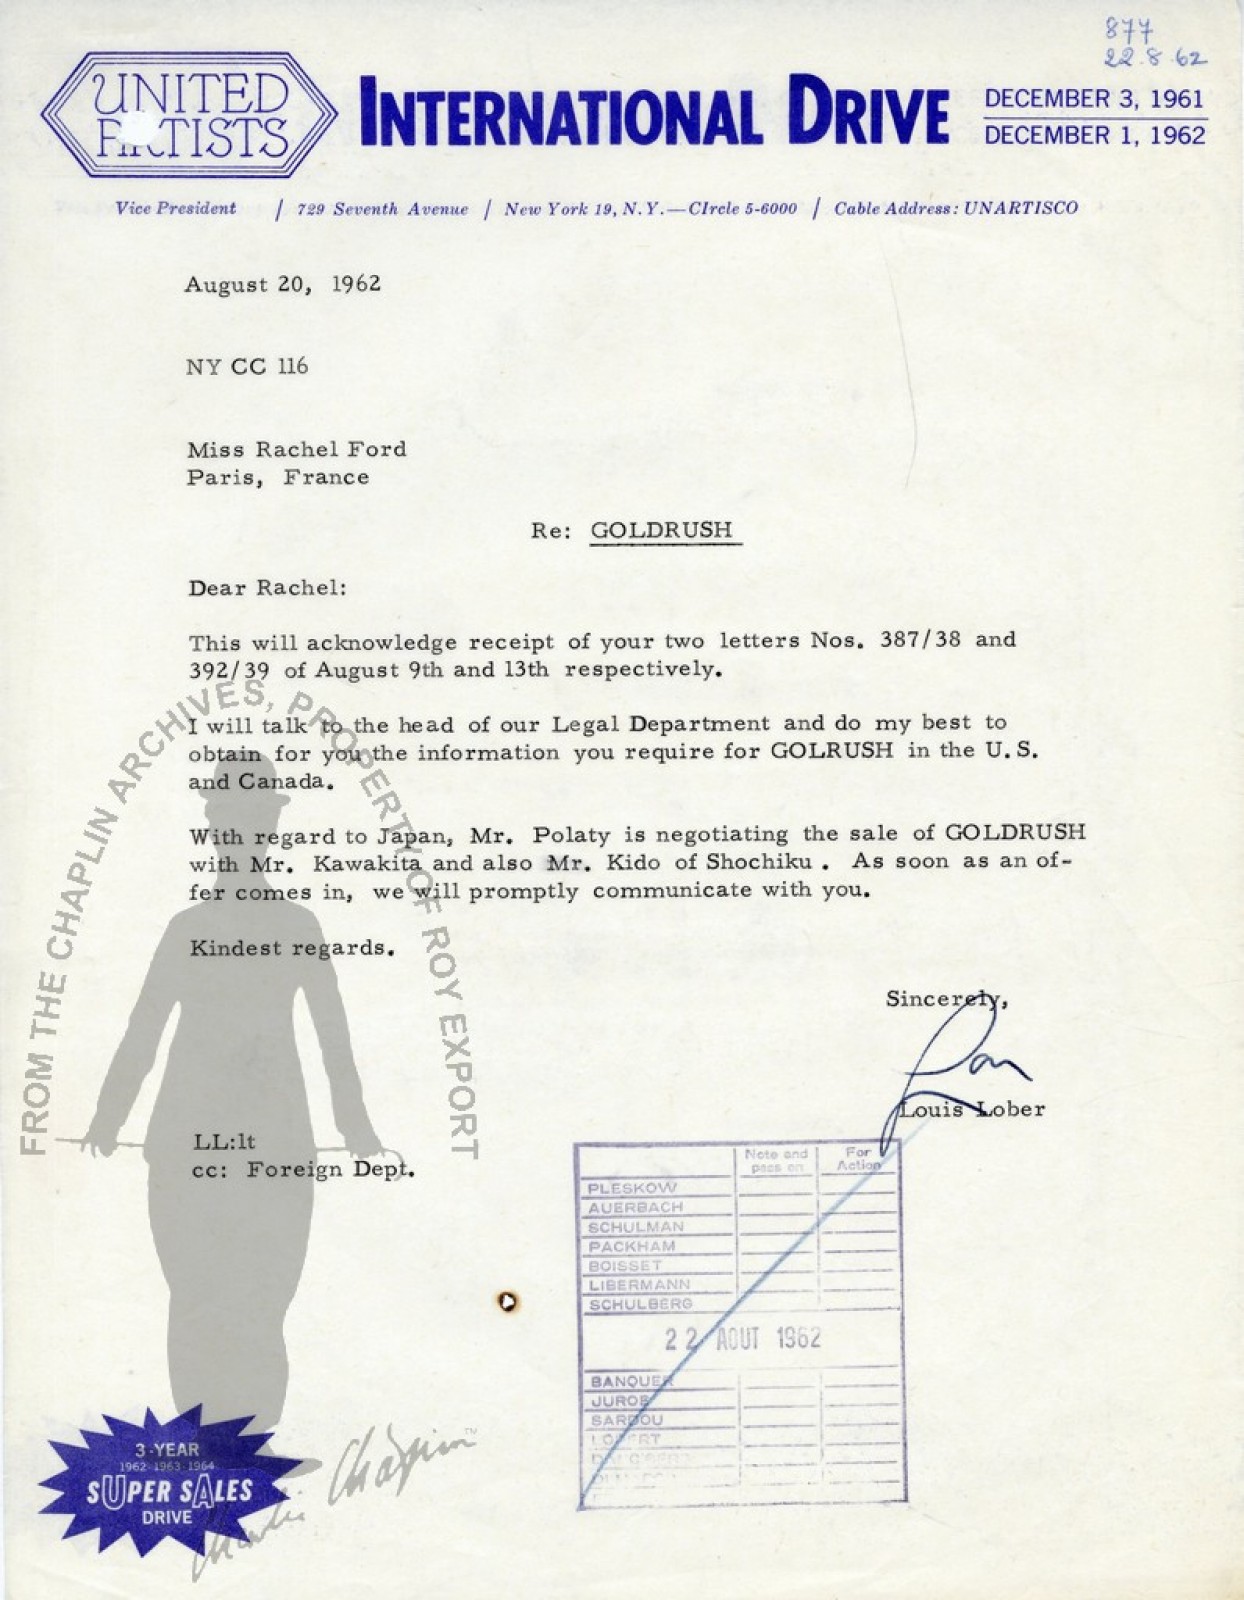 877
22.8.62
UNITED
ARTISTS
INTERNATIONAL DRIVE
DECEMBER 3, 1961
DECEMBER 1, 1962
Vice President / 729 Seventh Avenue / New York 19, N.Y.—CIrcle 5-6000 / Cable Address: UNARTISCO
August 20, 1962
NY CC 116
Miss Rachel Ford
Paris, France
Re: GOLDRUSH
Dear Rachel:
This will acknowledge receipt of your two letters Nos. 387/38 and
392/39 of August 9th and 13th respectively.
I will talk to the head of our Legal Department and do my best to
obtain for you the information you require for GOLRUSH in the U.S.
and Canada.
With regard to Japan, Mr. Polaty is negotiating the sale of GOLDRUSH
with Mr. Kawakita and also Mr. Kido of Shochiku. As soon as an of-
fer comes in, we will promptly communicate with you.
Kindest regards.
Sincerely,
Lou
Louis Lober
LL:lt
cc: Foreign Dept.
FROM THE CHAPLIN ARCHIVES, PROPERTY OF ROY EXPORT
Note and pass on
For Action
PLESKOW
AUERBACH
SCHULMAN
PACKHAM
BOISSET
LIBERMANN
SCHULBERG
22 AOUT 1962
BANQUER
JUROE
SARDOU
3-YEAR
1962-1963-1964
SUPER SALES
DRIVE
Charlie Chaplin™